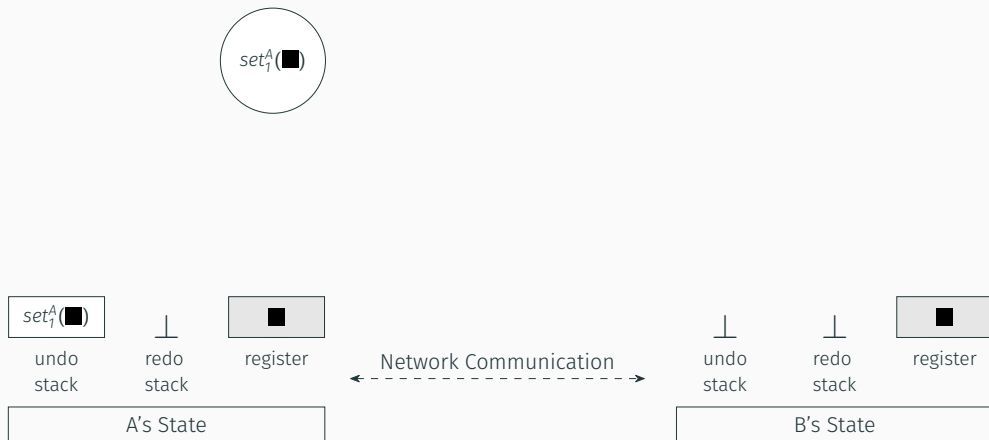 set₁ᴬ(■)
set₁ᴬ(■)
⊥
■
undo
stack
redo
stack
register
Network Communication
⊥
⊥
■
undo
stack
redo
stack
register
A's State
B's State